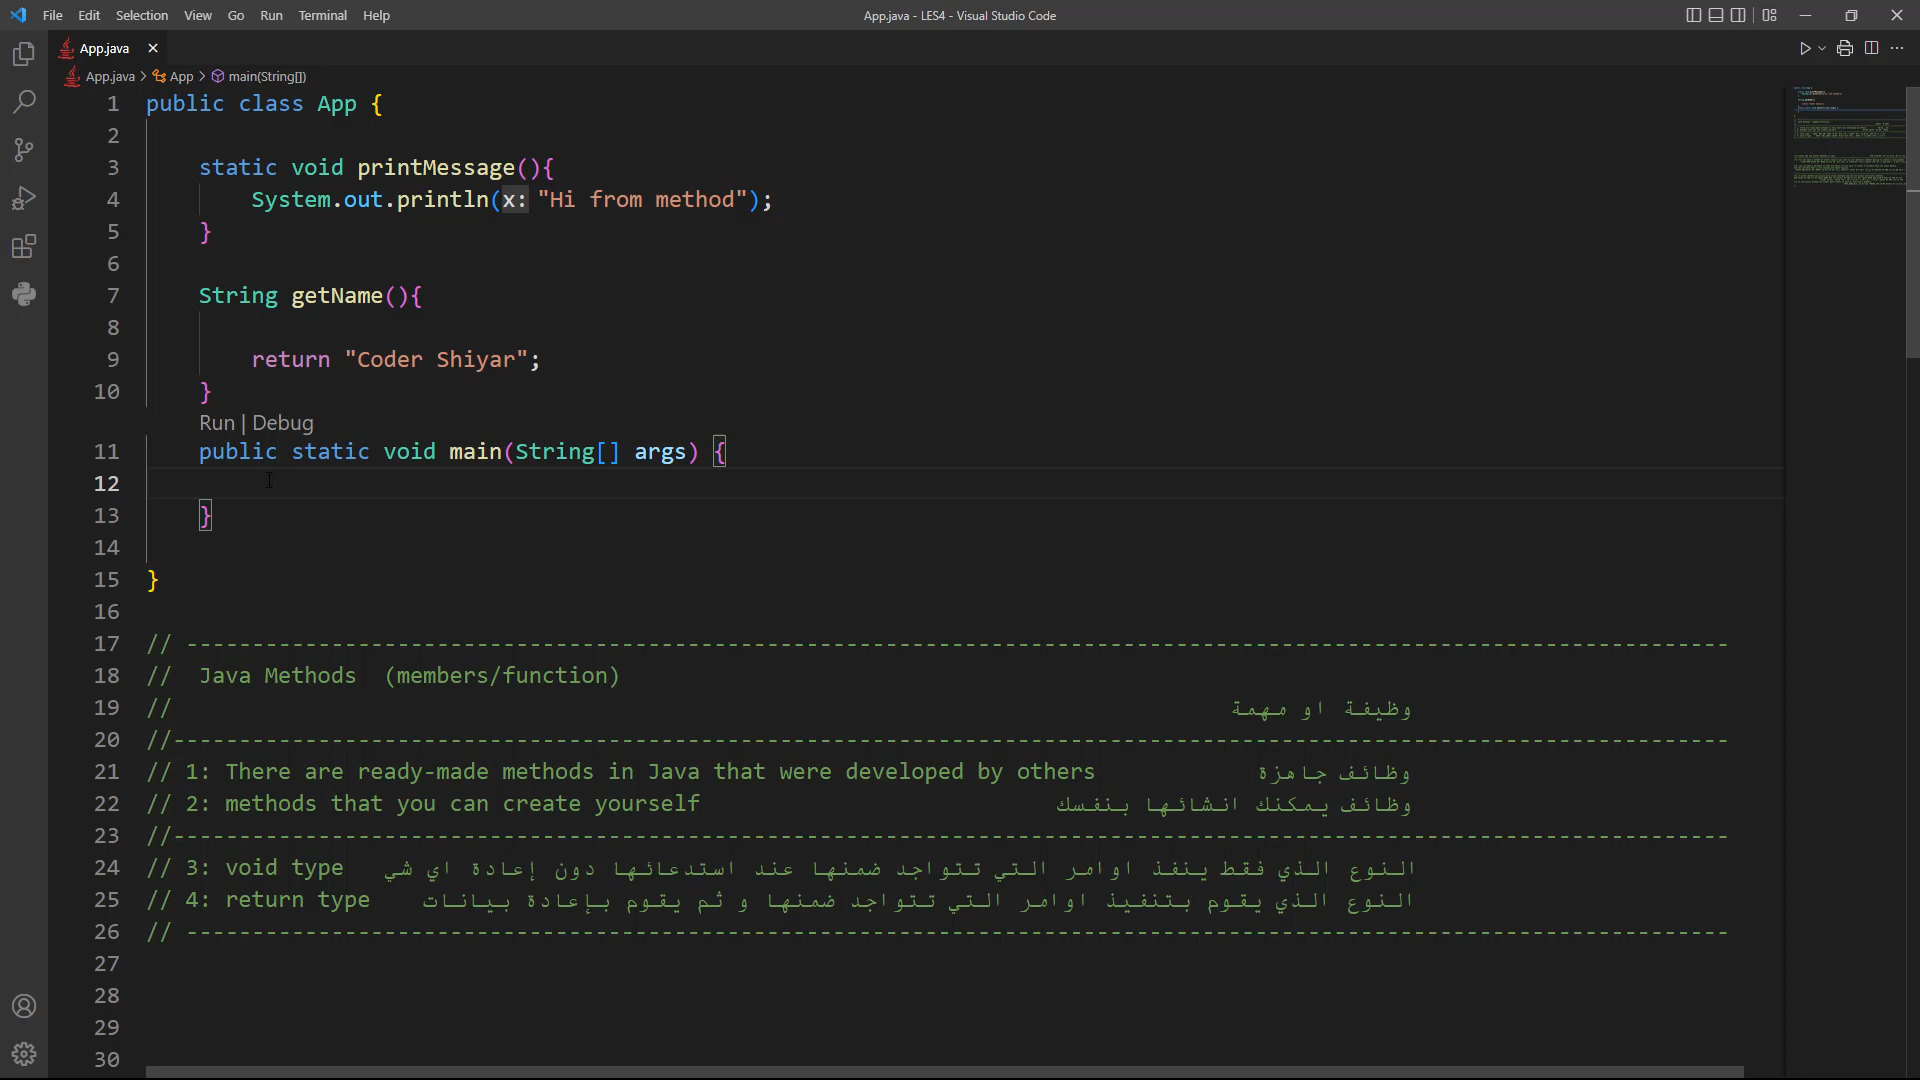 File Edit Selection View Go Run Terminal Help
App.java - LES4 - Visual Studio Code
App.java
App.java > App > main(String[])
1 public class App {
2
3 static void printMessage(){
4 System.out.println(x: "Hi from method");
5 }
6
7 String getName(){
8
9 return "Coder Shiyar";
10 }
Run | Debug
11 public static void main(String[] args) {
12
13 }
14
15 }
16
17 // ----------------------------------------------------------------------------------------------------------------------
18 // Java Methods (members/function)
19 // وظيفة او مهمة
20 //----------------------------------------------------------------------------------------------------------------------
21 // 1: There are ready-made methods in Java that were developed by others وظائف جاهزة
22 // 2: methods that you can create yourself وظائف يمكنك انشائها بنفسك
23 //----------------------------------------------------------------------------------------------------------------------
24 // 3: void type النوع الذي فقط ينفذ اوامر التي تتواجد ضمنها عند استدعائها دون إعادة اي شي
25 // 4: return type النوع الذي يقوم بتنفيذ اوامر التي تتواجد ضمنها و ثم يقوم بإعادة بيانات
26 // ----------------------------------------------------------------------------------------------------------------------
27
28
29
30